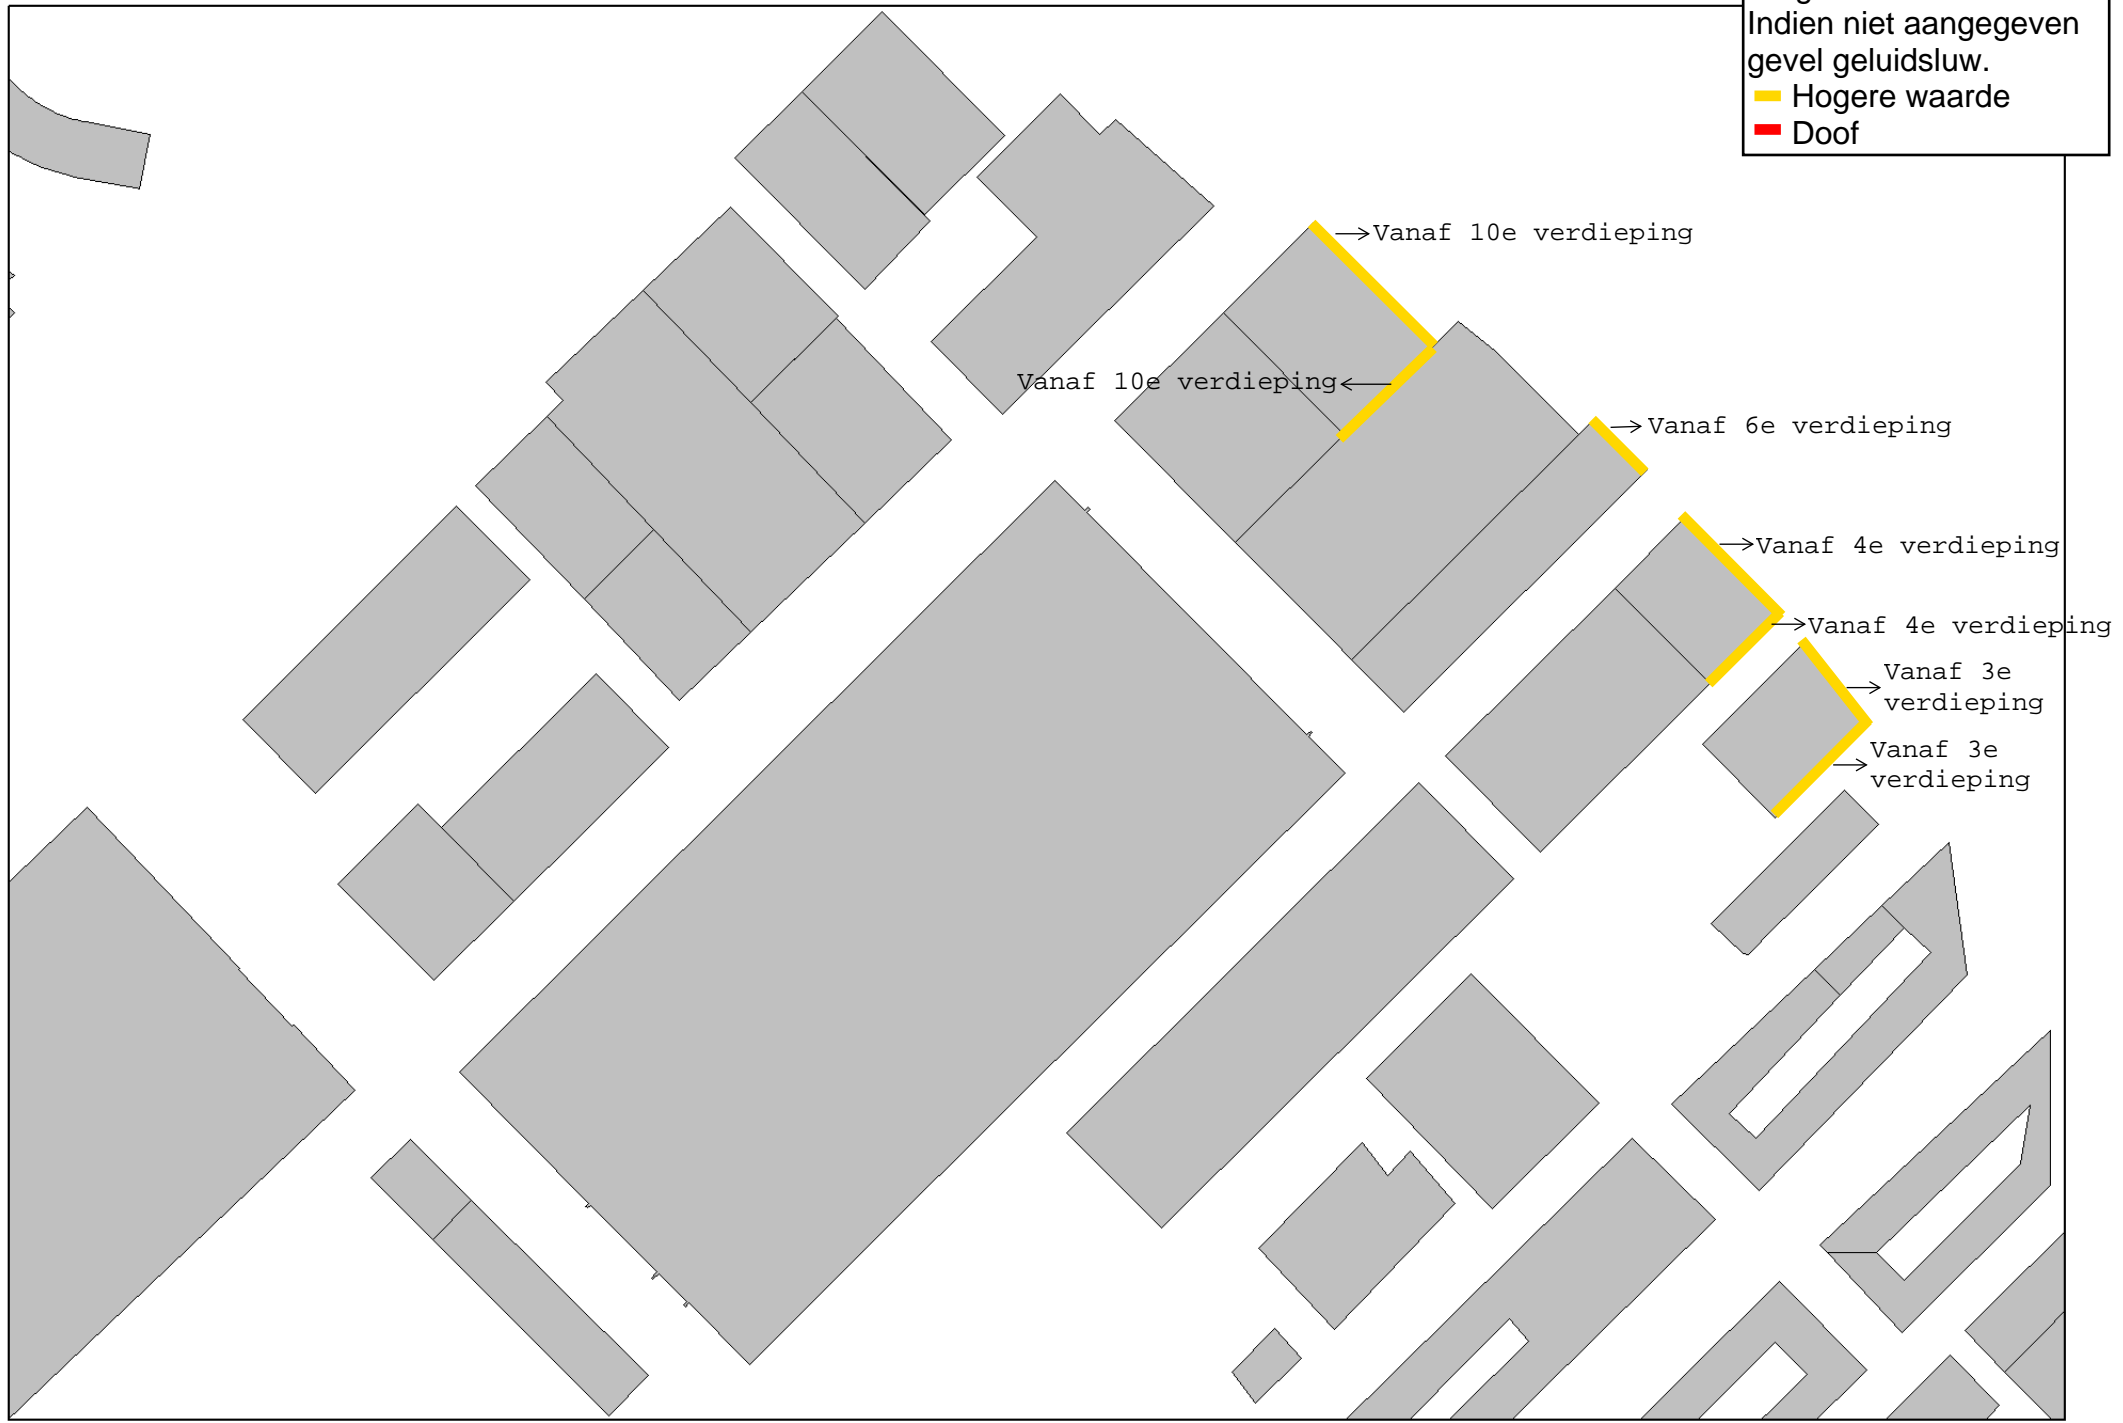 Indien niet aangegeven
gevel geluidsluw.
Hogere waarde
Doof
Vanaf 10e verdieping
Vanaf 10e verdieping
Vanaf 6e verdieping
Vanaf 4e verdieping
Vanaf 4e verdieping
Vanaf 3e
verdieping
Vanaf 3e
verdieping